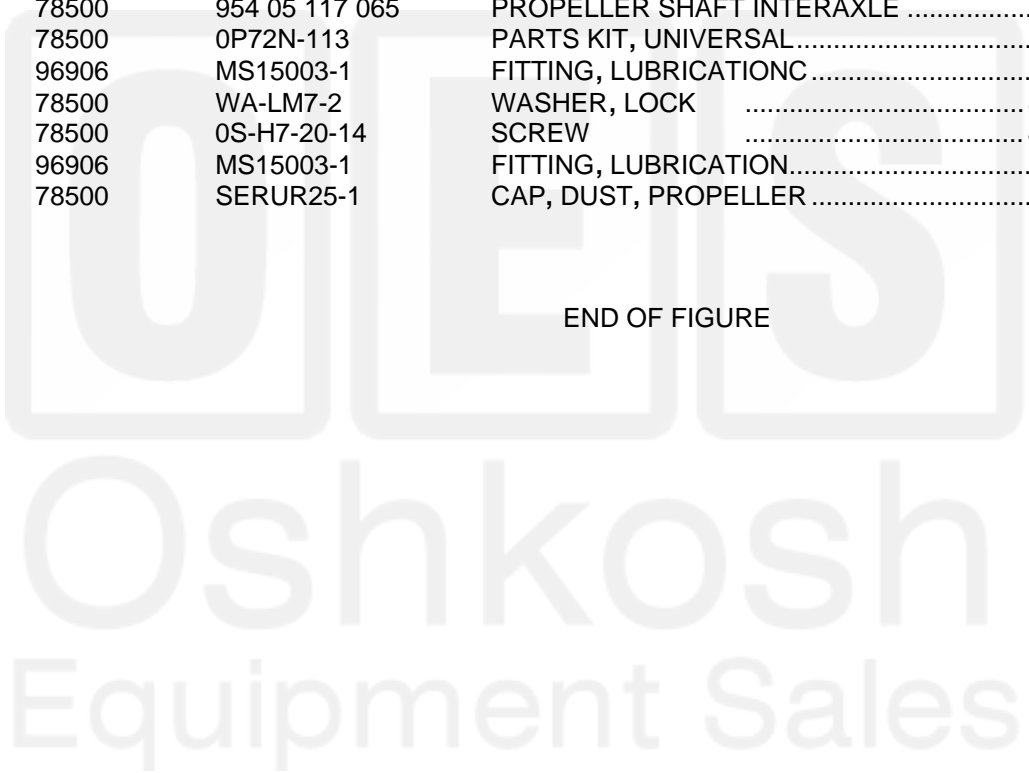 78500 954 05 117 065 PROPELLER SHAFT INTERAXLE ................
78500 0P72N-113 PARTS KIT, UNIVERSAL...............................
96906 MS15003-1 FITTING, LUBRICATIONC.............................
78500 WA-LM7-2 WASHER, LOCK ......................................
78500 0S-H7-20-14 SCREW ......................................
96906 MS15003-1 FITTING, LUBRICATION................................
78500 SERUR25-1 CAP, DUST, PROPELLER .............................
END OF FIGURE
OES
Oshkosh
Equipment Sales